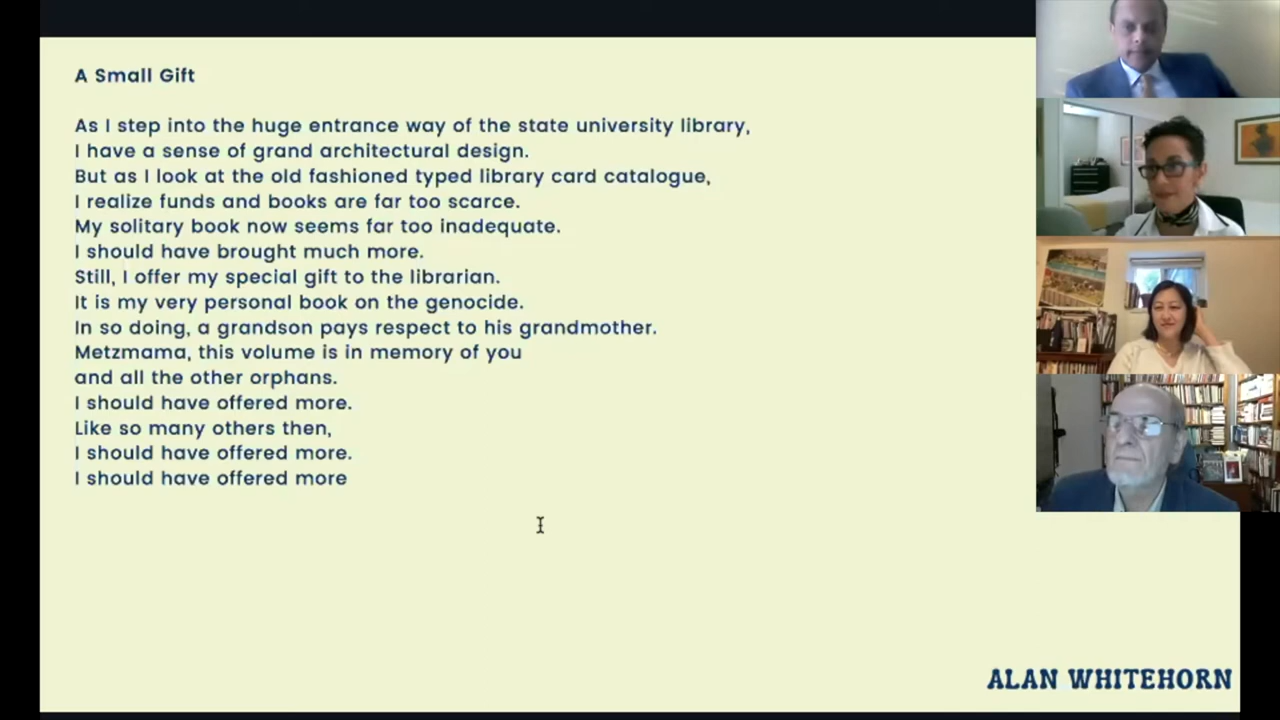 A Small Gift
As I step into the huge entrance way of the state university library,
I have a sense of grand architectural design.
But as I look at the old fashioned typed library card catalogue,
I realize funds and books are far too scarce.
My solitary book now seems far too inadequate.
I should have brought much more.
Still, I offer my special gift to the librarian.
It is my very personal book on the genocide.
In so doing, a grandson pays respect to his grandmother.
Metzmama, this volume is in memory of you
and all the other orphans.
I should have offered more.
Like so many others then,
I should have offered more.
I should have offered more
ALAN WHITEHORN